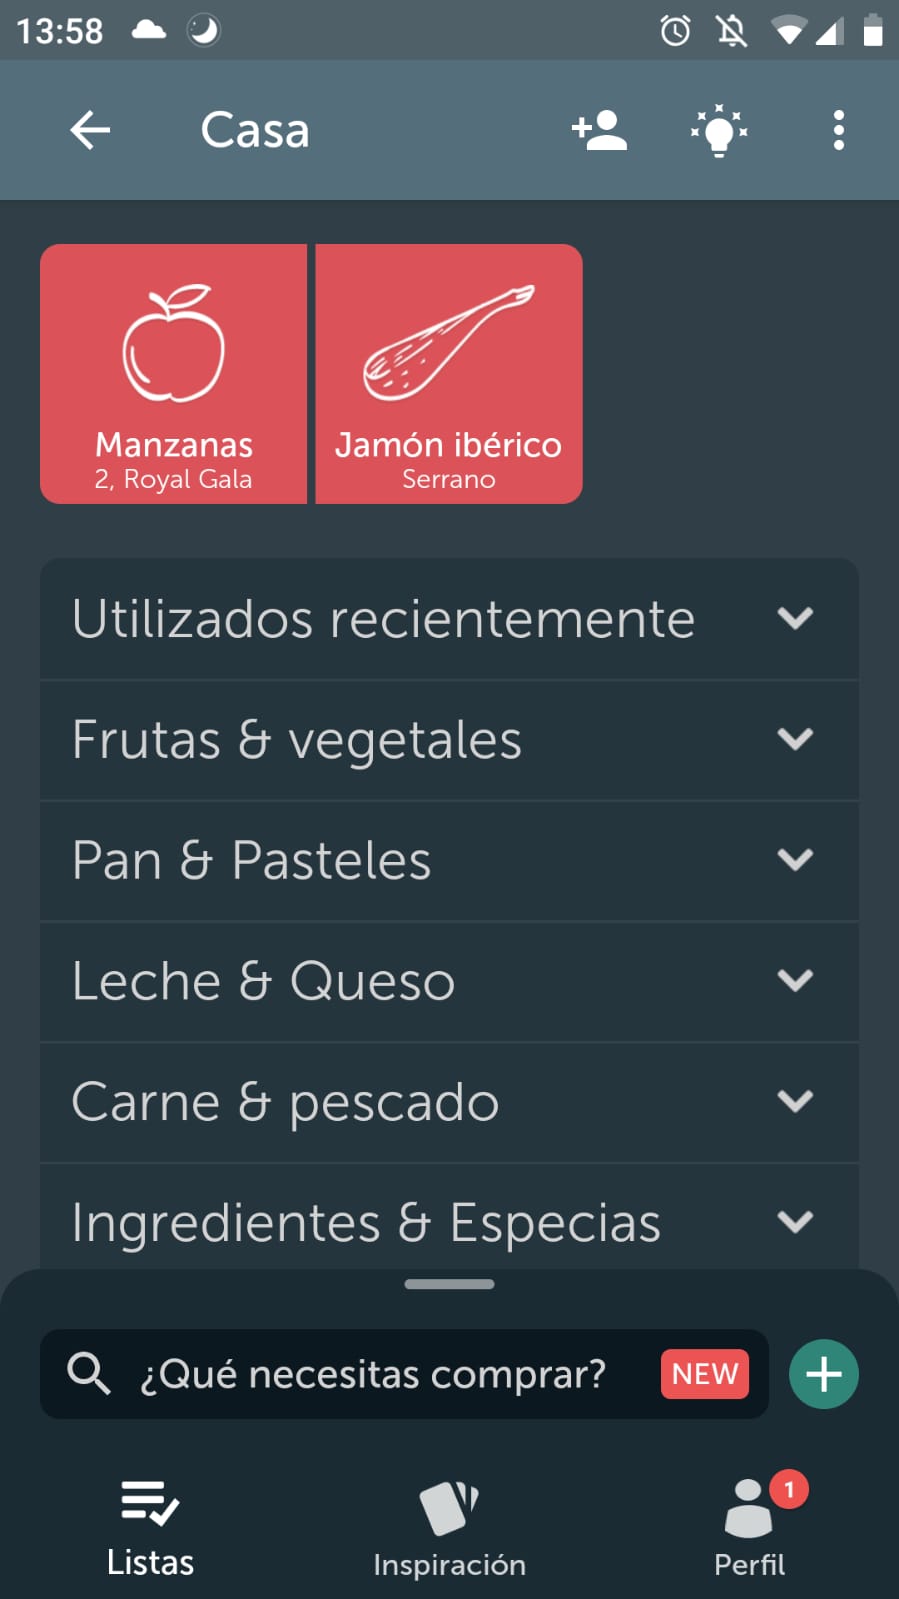 13:58
Casa
Manzanas
2, Royal Gala
Jamón ibérico
Serrano
Utilizados recientemente
Frutas & vegetales
Pan & Pasteles
Leche & Queso
Carne & pescado
Ingredientes & Especias
¿Qué necesitas comprar?
NEW
1
Listas
Inspiración
Perfil